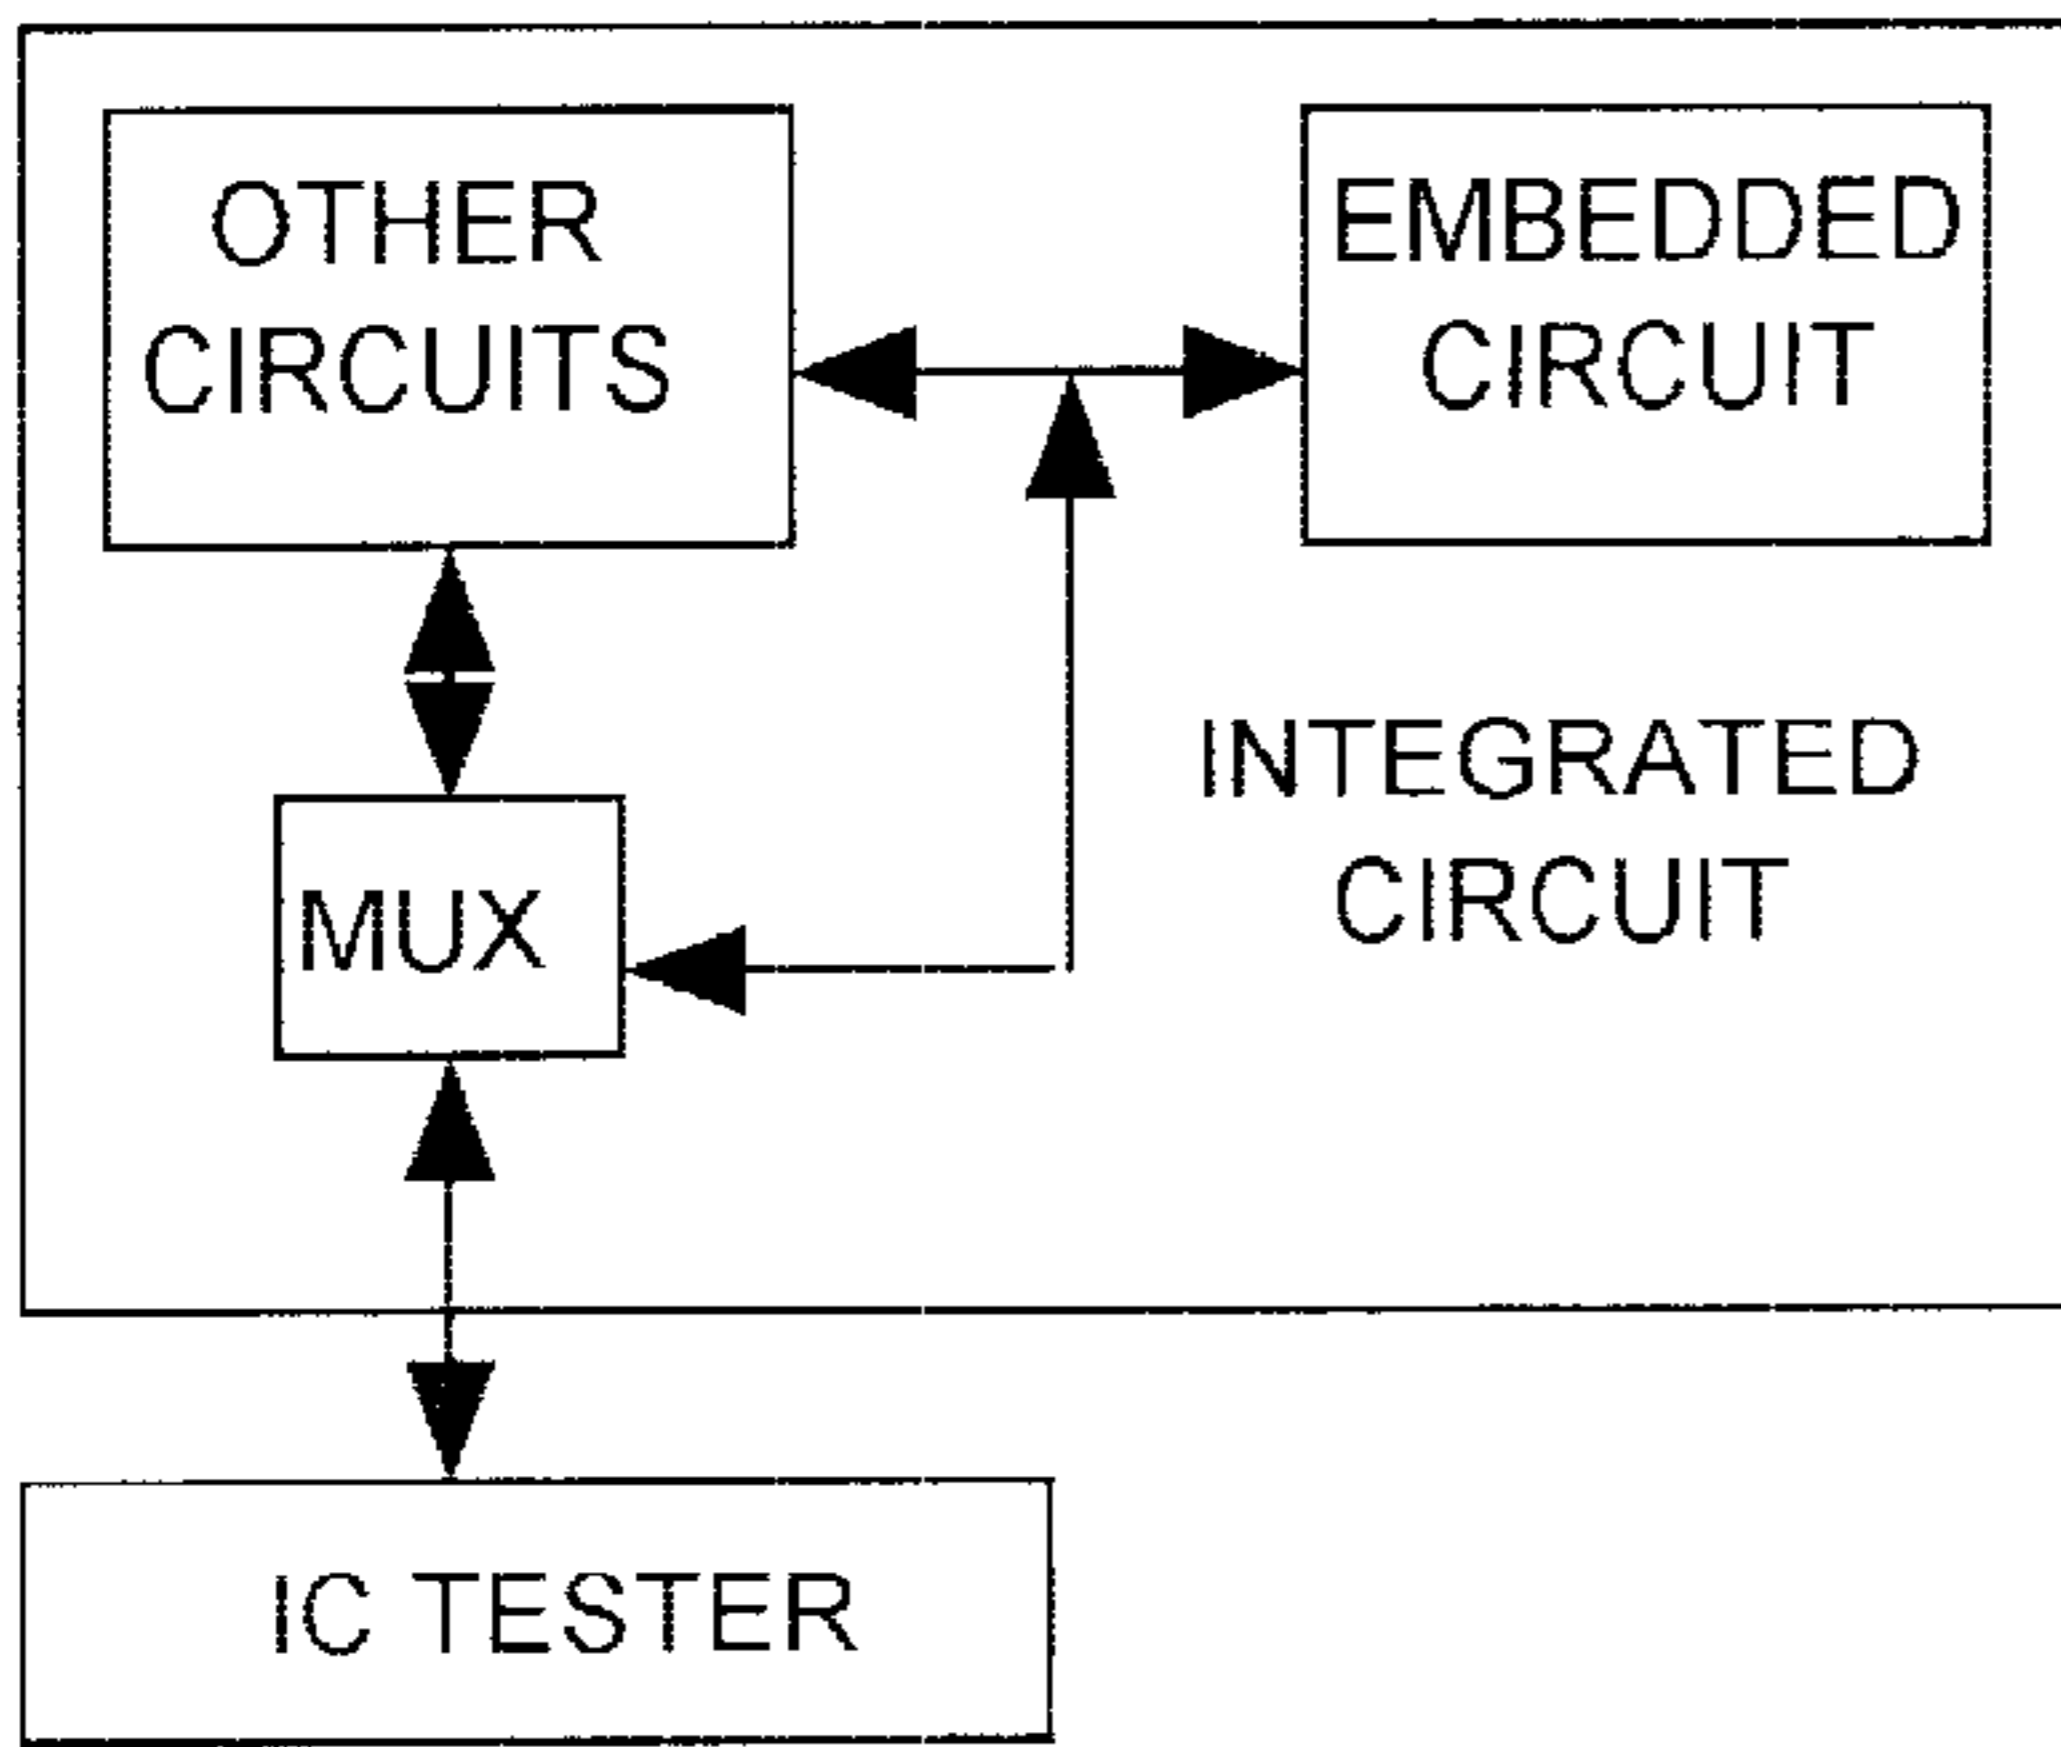 OTHER
CIRCUITS
EMBEDDED
CIRCUIT
INTEGRATED
CIRCUIT
MUX
IC TESTER